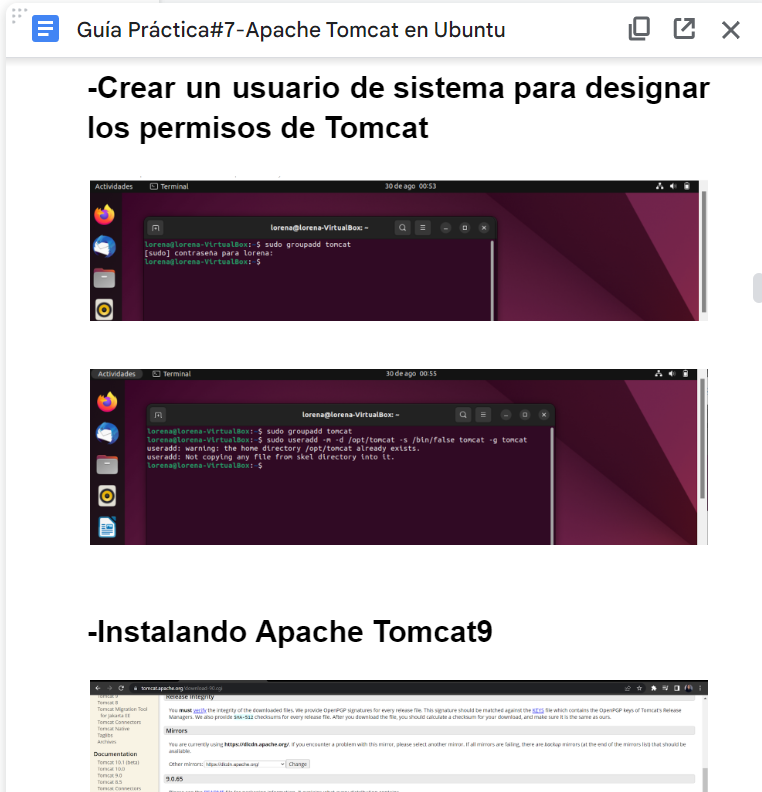 Guía Práctica#7-Apache Tomcat en Ubuntu
-Crear un usuario de sistema para designar
los permisos de Tomcat
Actividades Terminal 30 de ago 00:53
lorena@lorena-VirtualBox: ~
lorena@lorena-VirtualBox:~$ sudo groupadd tomcat
[sudo] contraseña para lorena:
lorena@lorena-VirtualBox:~$
Actividades Terminal 30 de ago 00:55
lorena@lorena-VirtualBox: ~
lorena@lorena-VirtualBox:~$ sudo groupadd tomcat
lorena@lorena-VirtualBox:~$ sudo useradd -m -d /opt/tomcat -s /bin/false tomcat -g tomcat
useradd: warning: the home directory /opt/tomcat already exists.
useradd: Not copying any file from skel directory into it.
lorena@lorena-VirtualBox:~$
-Instalando Apache Tomcat9
tomcat.apache.org/download-90.cgi
Tomcat 8
Tomcat Migration Tool
for Jakarta EE
Tomcat Connectors
Tomcat Native
Taglibs
Archives
Documentation
Tomcat 10.1 (beta)
Tomcat 10.0
Tomcat 9.0
Tomcat 8.5
Tomcat Connectors
Release Integrity
You must verify the integrity of the downloaded files. We provide OpenPGP signatures for every release file. This signature should be matched against the KEYS file which contains the OpenPGP keys of Tomcat's Release
Managers. We also provide SHA-512 checksums for every release file. After you download the file, you should calculate a checksum for your download, and make sure it is the same as ours.
Mirrors
You are currently using https://dlcdn.apache.org/. If you encounter a problem with this mirror, please select another mirror. If all mirrors are failing, there are backup mirrors (at the end of the mirrors list) that should be
available.
Other mirrors: https://dlcdn.apache.org/ Change
9.0.65